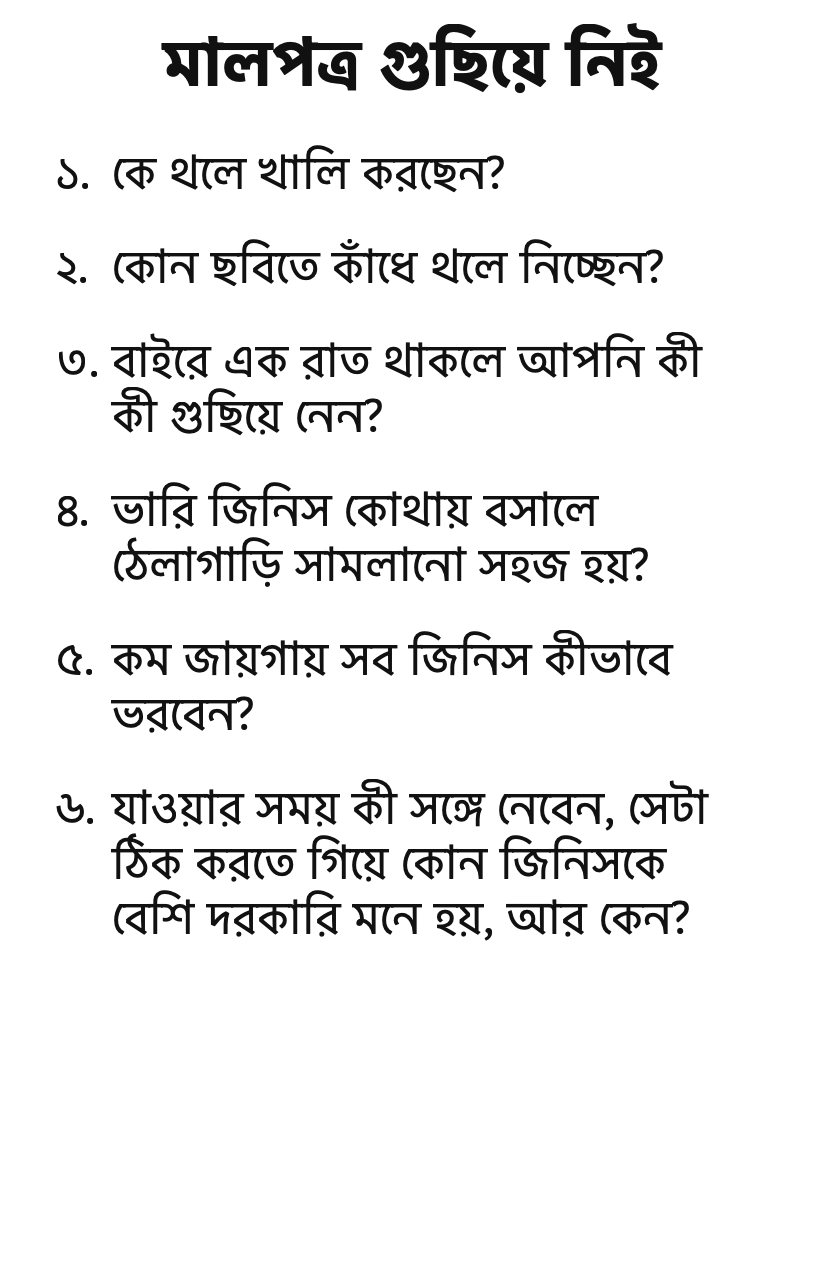 মালপত্র গুছিয়ে নিই
১. কে থলে খালি করছেন?
২. কোন ছবিতে কাঁধে থলে নিচ্ছেন?
৩. বাইরে এক রাত থাকলে আপনি কী
কী গুছিয়ে নেন?
৪. ভারি জিনিস কোথায় বসালে
ঠেলাগাড়ি সামলানো সহজ হয়?
৫. কম জায়গায় সব জিনিস কীভাবে
ভরবেন?
৬. যাওয়ার সময় কী সঙ্গে নেবেন, সেটা
ঠিক করতে গিয়ে কোন জিনিসকে
বেশি দরকারি মনে হয়, আর কেন?